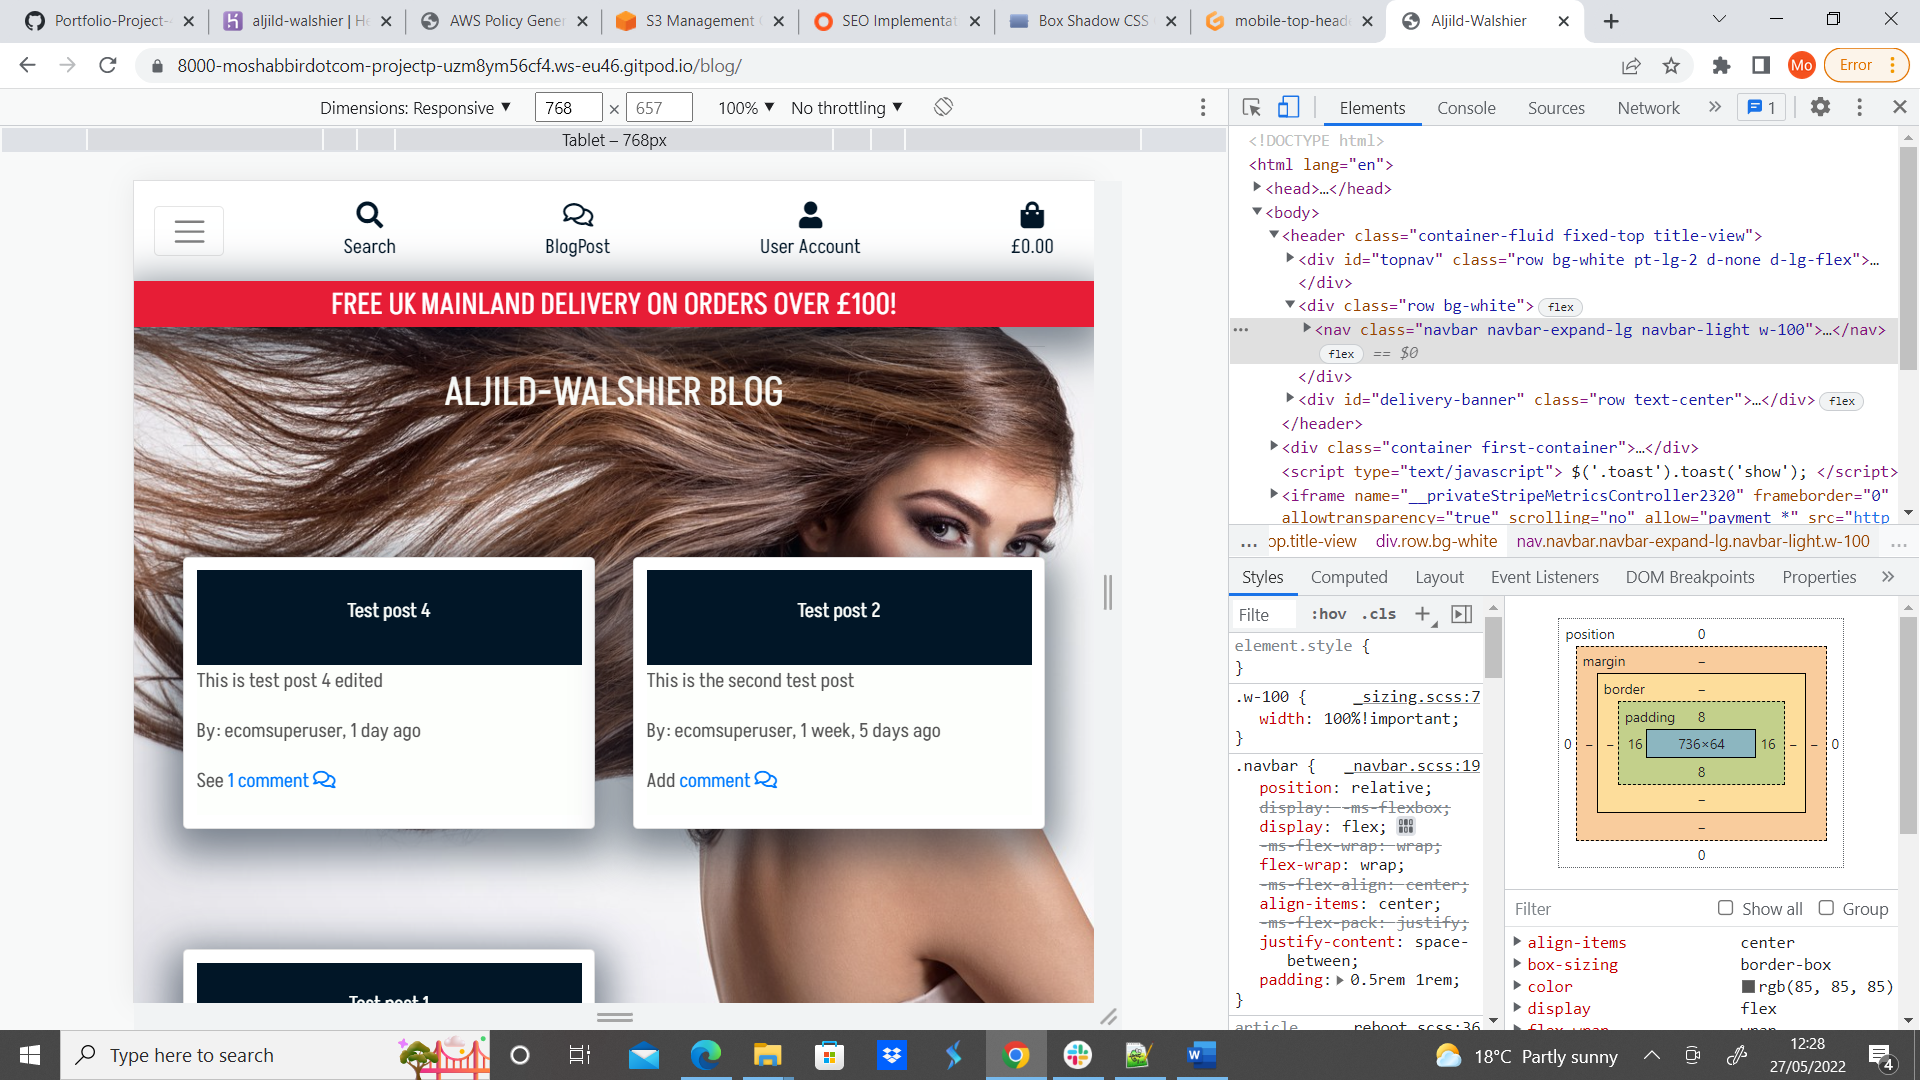 Portfolio-Project-
aljild-walshier | He
AWS Policy Gener
S3 Management C
SEO Implementat
Box Shadow CSS
mobile-top-heade
Aljild-Walshier
8000-moshabbirdotcom-projectp-uzm8ym56cf4.ws-eu46.gitpod.io/blog/
Mo
Error
Dimensions: Responsive ▼ 768 × 657 100% ▼ No throttling ▼
Tablet – 768px
Search
BlogPost
User Account
£0.00
FREE UK MAINLAND DELIVERY ON ORDERS OVER £100!
ALJILD-WALSHIER BLOG
Test post 4
This is test post 4 edited
By: ecomsuperuser, 1 day ago
See 1 comment
Test post 2
This is the second test post
By: ecomsuperuser, 1 week, 5 days ago
Add comment
Test post 1
Elements Console Sources Network » 1
<!DOCTYPE html>
<html lang="en">
<head>…</head>
<body>
<header class="container-fluid fixed-top title-view">
<div id="topnav" class="row bg-white pt-lg-2 d-none d-lg-flex">…
</div>
<div class="row bg-white"> flex
<nav class="navbar navbar-expand-lg navbar-light w-100">…</nav>
flex == $0
</div>
<div id="delivery-banner" class="row text-center">…</div> flex
</header>
<div class="container first-container">…</div>
<script type="text/javascript"> $('.toast').toast('show'); </script>
<iframe name="__privateStripeMetricsController2320" frameborder="0"
allowtransparency="true" scrolling="no" allow="payment *" src="http
… op.title-view div.row.bg-white nav.navbar.navbar-expand-lg.navbar-light.w-100 …
Styles Computed Layout Event Listeners DOM Breakpoints Properties »
Filte :hov .cls +
element.style {
}
.w-100 { _sizing.scss:7
width: 100%!important;
}
.navbar { _navbar.scss:19
position: relative;
display: -ms-flexbox;
display: flex;
-ms-flex-wrap: wrap;
flex-wrap: wrap;
-ms-flex-align: center;
align-items: center;
-ms-flex-pack: justify;
justify-content: space-
between;
padding: 0.5rem 1rem;
}
article, _reboot.scss:36
position 0
margin –
border –
padding 8
0 – – 16 736×64 16 – – 0
8
–
–
0
Filter Show all Group
align-items center
box-sizing border-box
color rgb(85, 85, 85)
display flex
flex-wrap wrap
Type here to search
18°C Partly sunny
12:28
27/05/2022
4